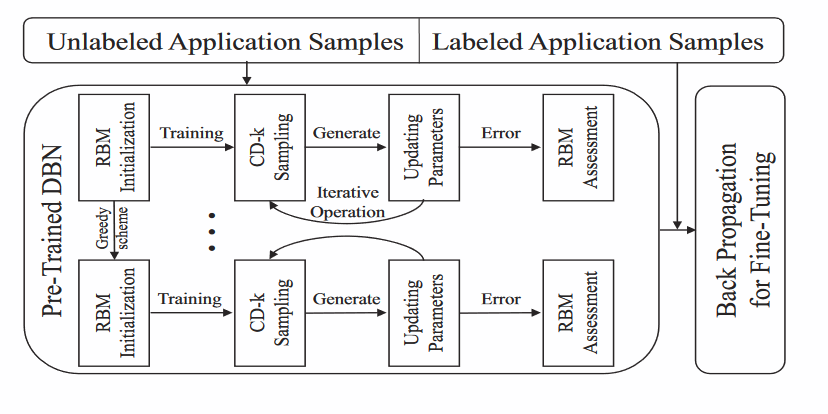 Unlabeled Application Samples
Labeled Application Samples
Pre-Trained DBN
RBM
Initialization
Training
CD-k
Sampling
Generate
Updating
Parameters
Error
RBM
Assessment
Iterative
Operation
Greedy
scheme
RBM
Initialization
Training
CD-k
Sampling
Generate
Updating
Parameters
Error
RBM
Assessment
Back Propagation
for Fine-Tuning